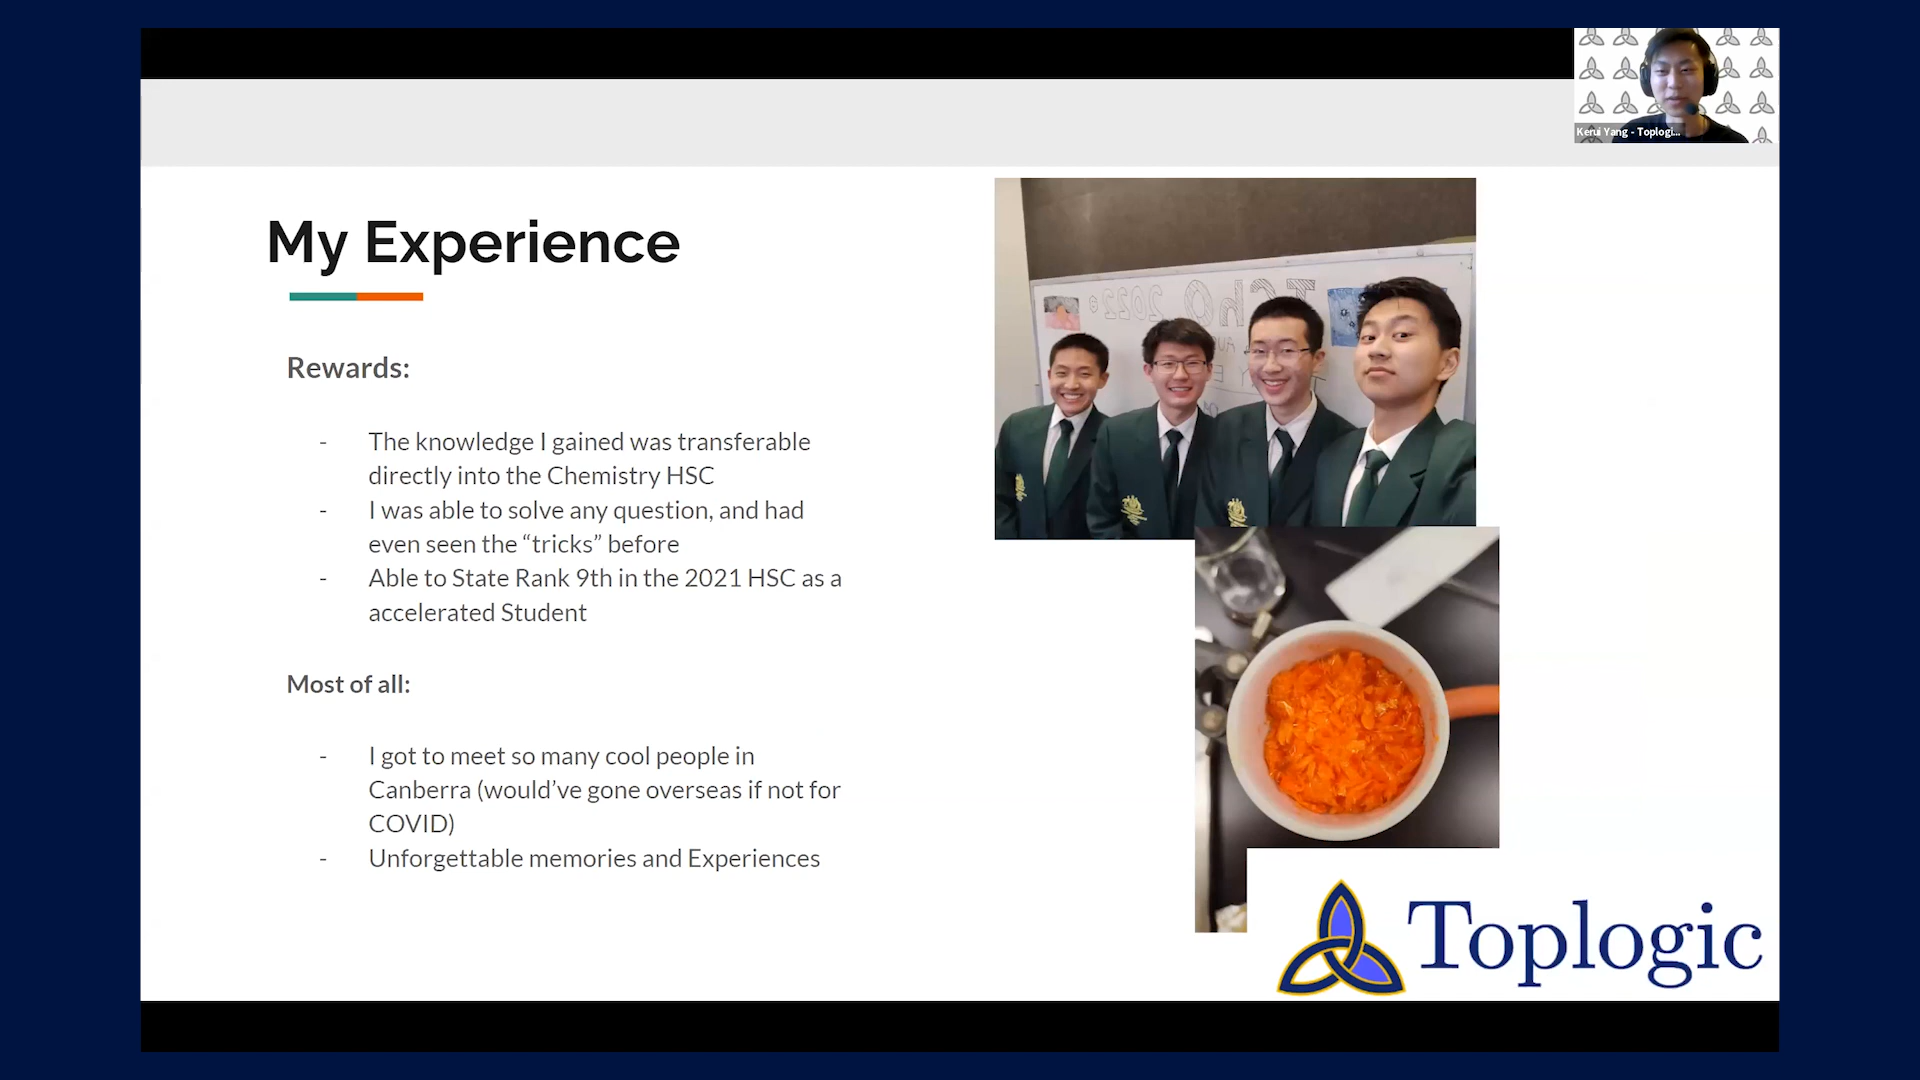 Kerui Yang - Toplogi...
My Experience
Rewards:
- The knowledge I gained was transferable
directly into the Chemistry HSC
- I was able to solve any question, and had
even seen the “tricks” before
- Able to State Rank 9th in the 2021 HSC as a
accelerated Student
Most of all:
- I got to meet so many cool people in
Canberra (would’ve gone overseas if not for
COVID)
- Unforgettable memories and Experiences
IChO 2022
Toplogic